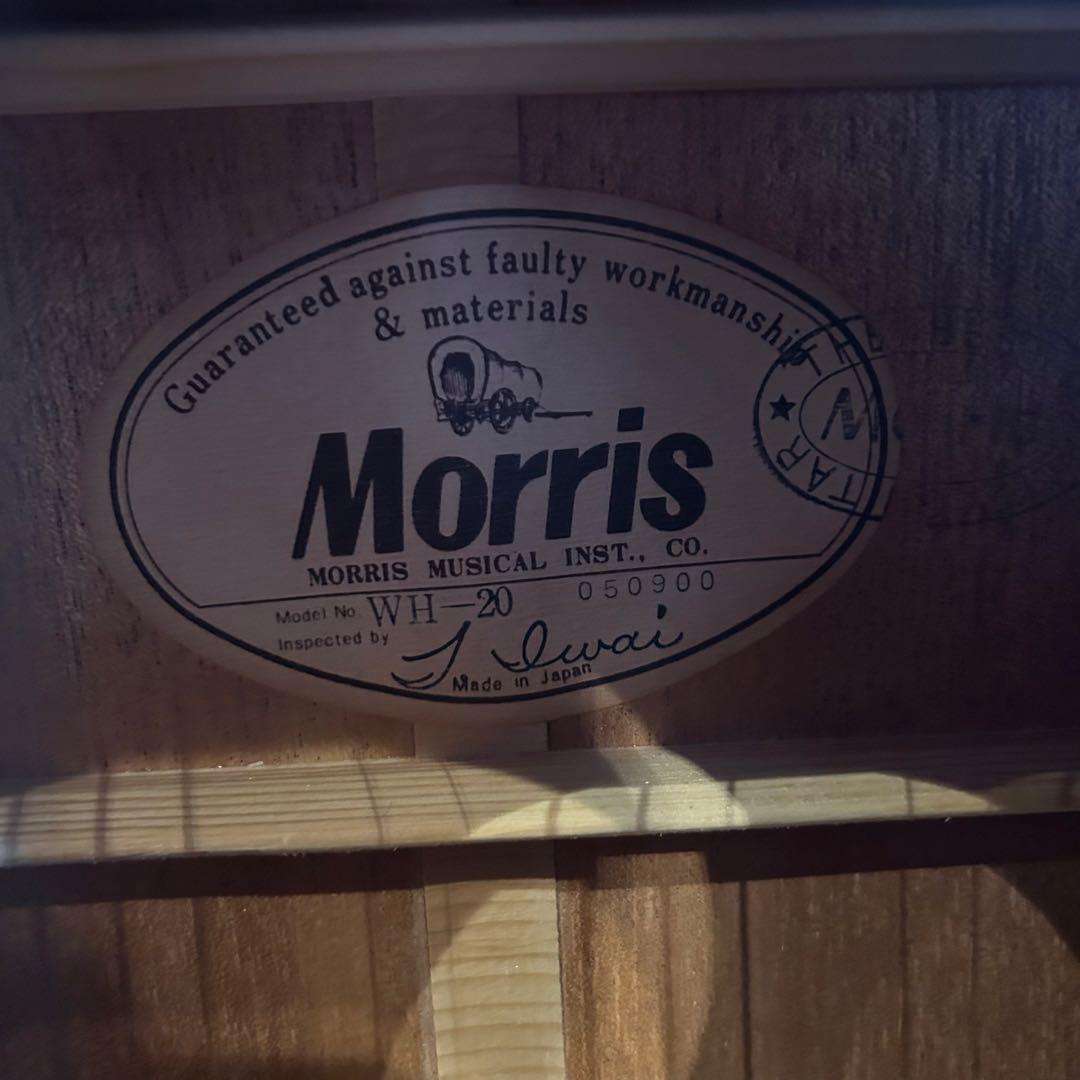 Guaranteed against faulty workmanship
& materials
Morris
MORRIS MUSICAL INST., CO.
Model No. WH-20 050900
Inspected by T Iwai
Made in Japan